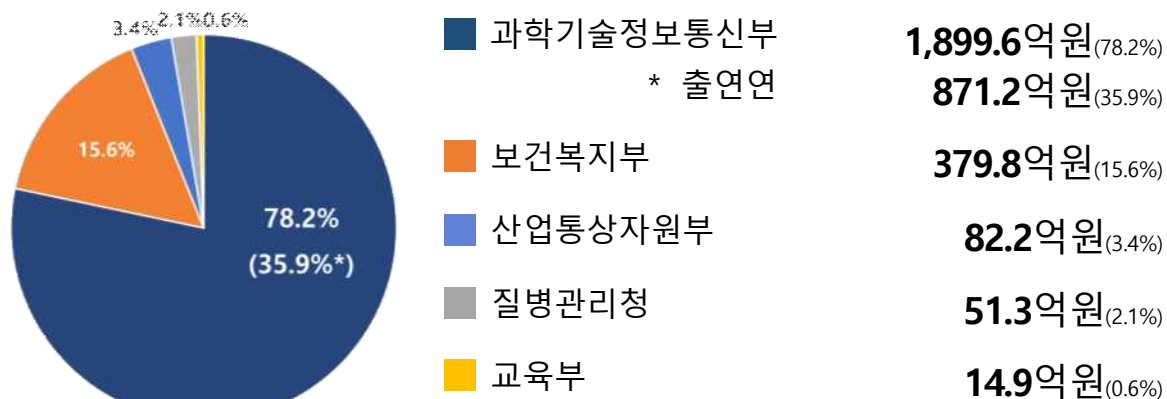 3.4% 2.1% 0.6%
15.6%
78.2%
(35.9%*)
과학기술정보통신부 1,899.6억원(78.2%)
* 출연연 871.2억원(35.9%)
보건복지부 379.8억원(15.6%)
산업통상자원부 82.2억원(3.4%)
질병관리청 51.3억원(2.1%)
교육부 14.9억원(0.6%)